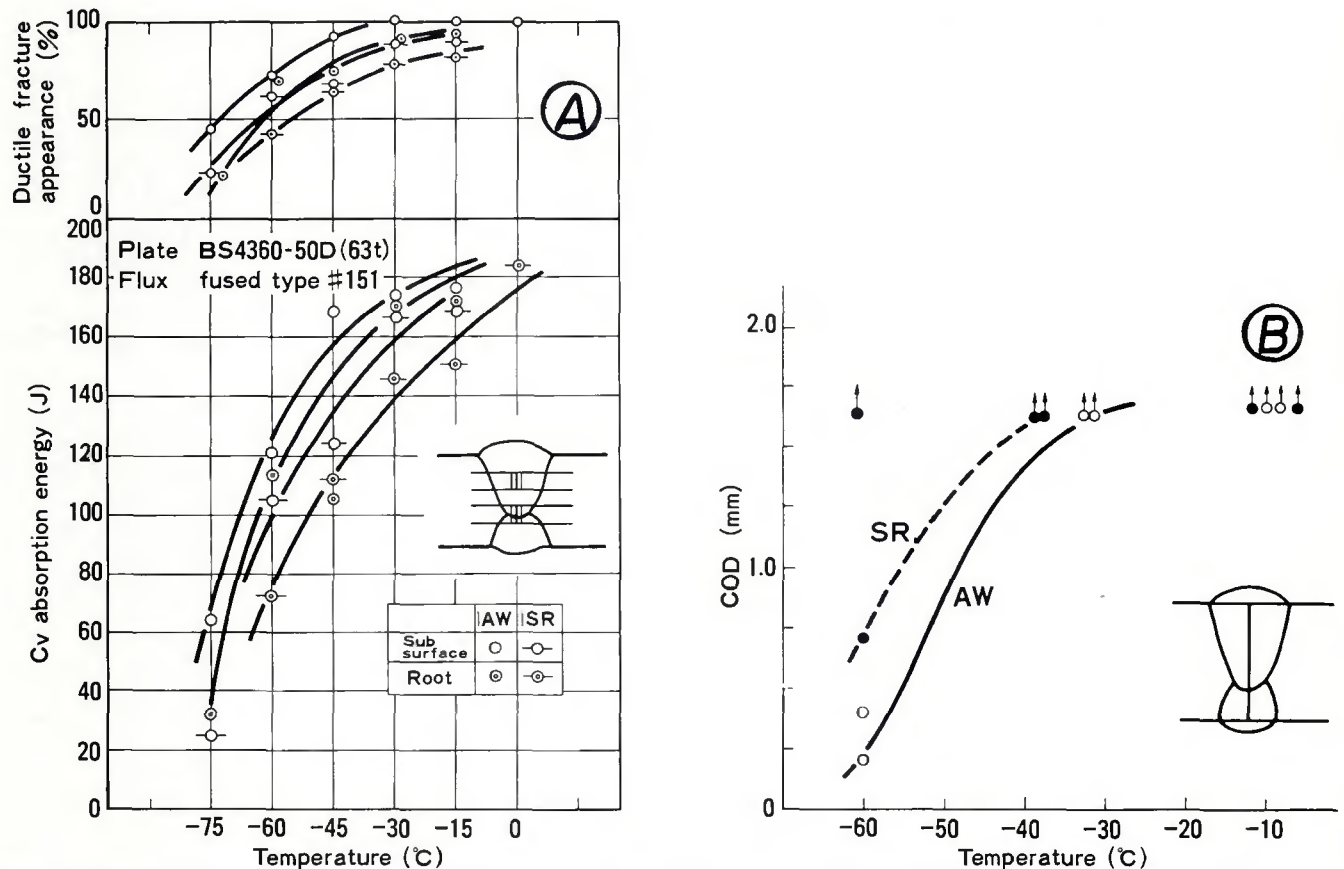 Ductile fracture
appearance (%)
100
50
0
A
200
180
160
140
120
100
80
60
40
20
0
Cv absorption energy (J)
Plate BS4360-50D (63t)
Flux fused type #151
AW SR
Sub
surface
Root
-75 -60 -45 -30 -15 0
Temperature (℃)
B
2.0
1.0
0
COD (mm)
SR
AW
-60 -50 -40 -30 -20 -10
Temperature (℃)